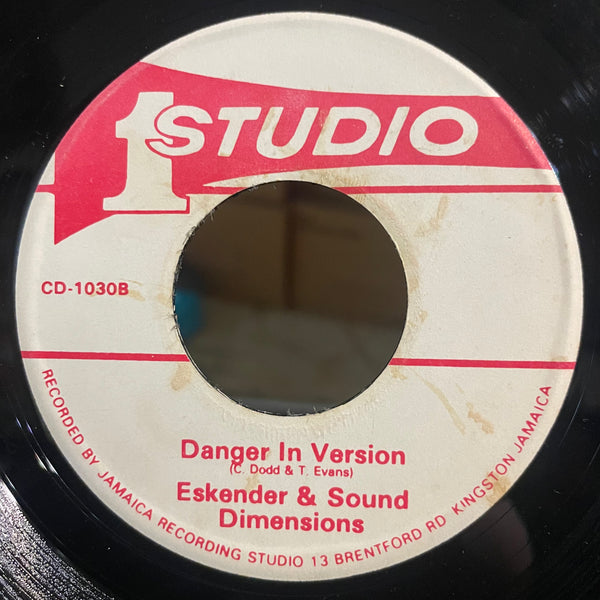 1 STUDIO
CD-1030B
Danger In Version
(C. Dodd & T. Evans)
Eskender & Sound
Dimensions
RECORDED BY JAMAICA RECORDING STUDIO 13 BRENTFORD RD KINGSTON JAMAICA